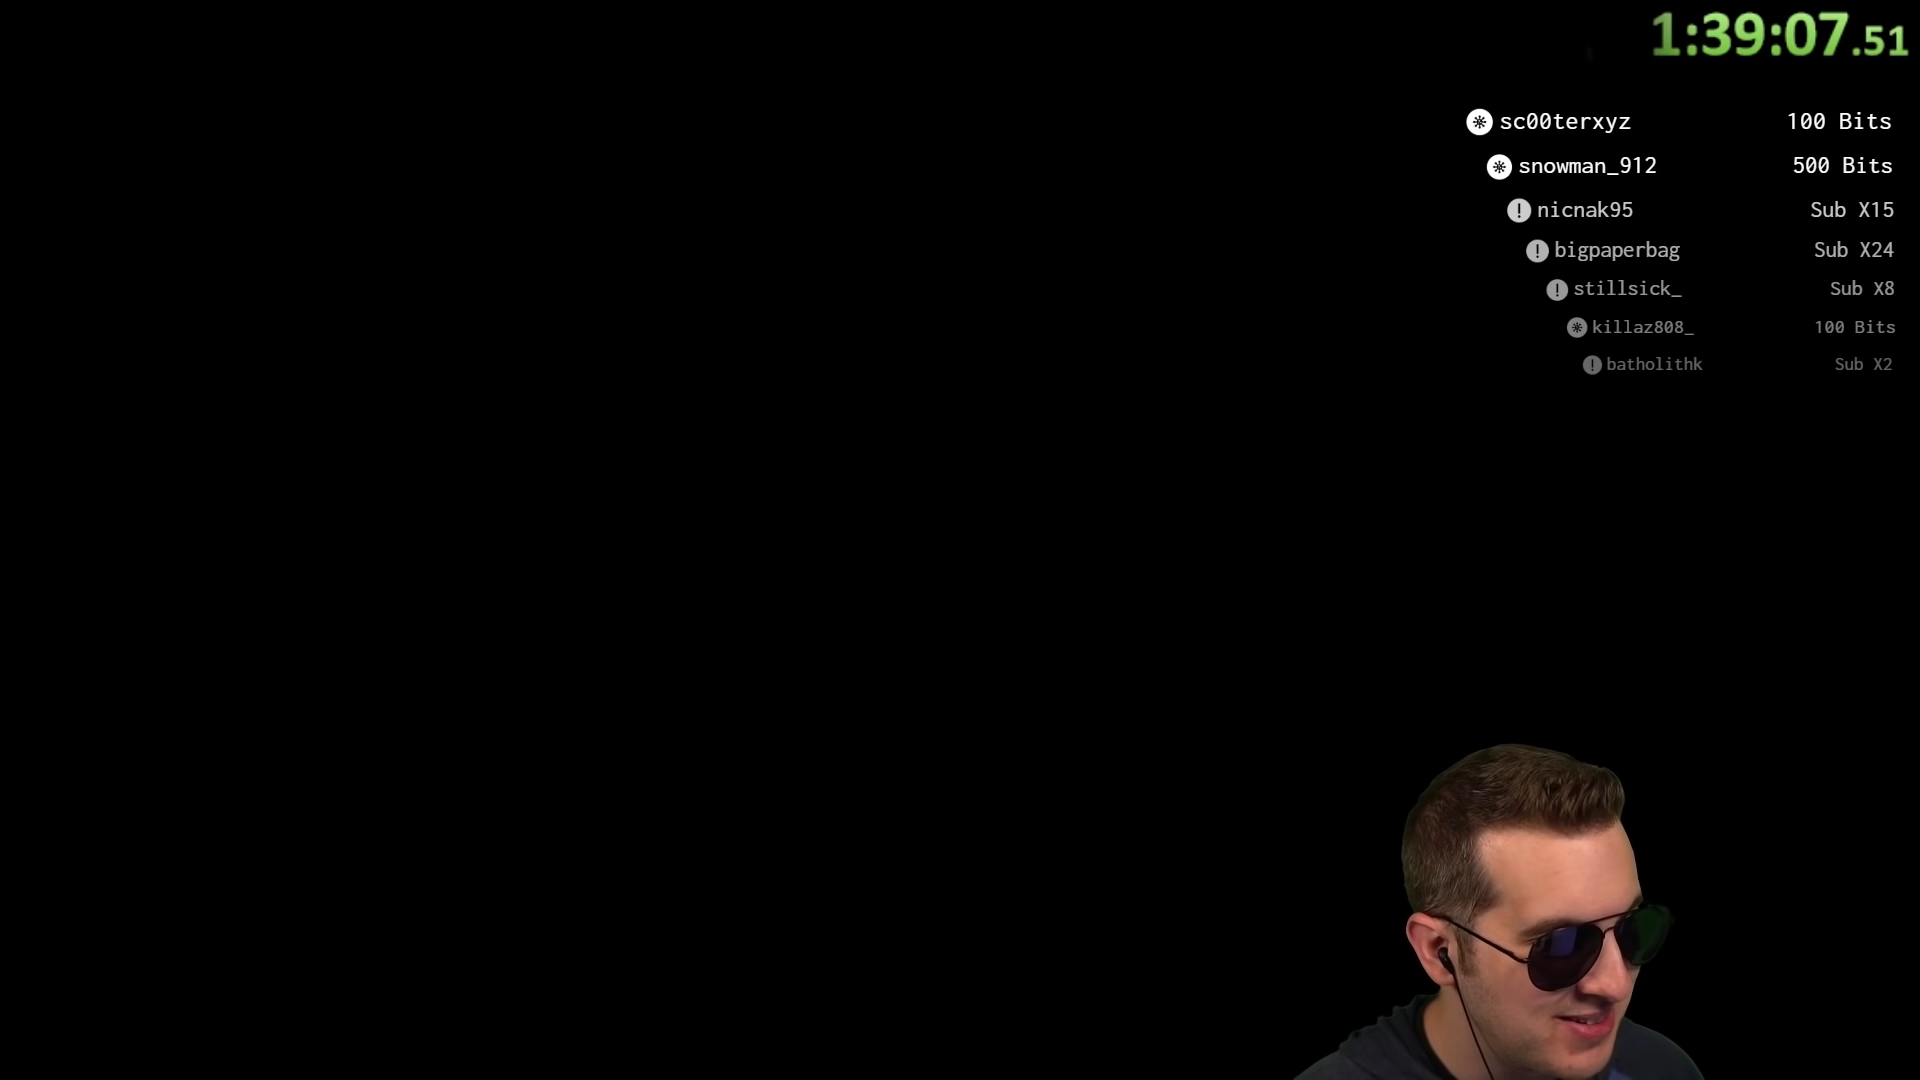 1:39:07.51
sc00terxyz 100 Bits
snowman_912 500 Bits
nicnak95 Sub X15
bigpaperbag Sub X24
stillsick_ Sub X8
killaz808_ 100 Bits
batholithk Sub X2